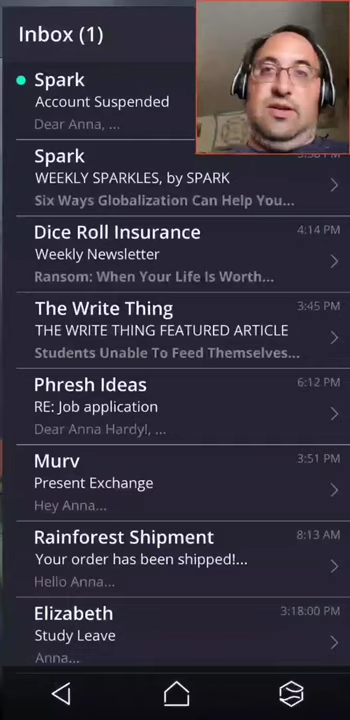 Inbox (1)
Spark
Account Suspended
Dear Anna, ...
Spark
WEEKLY SPARKLES, by SPARK
Six Ways Globalization Can Help You...
Dice Roll Insurance
4:14 PM
Weekly Newsletter
Ransom: When Your Life Is Worth...
The Write Thing
3:45 PM
THE WRITE THING FEATURED ARTICLE
Students Unable To Feed Themselves...
Phresh Ideas
6:12 PM
RE: Job application
Dear Anna Hardyl, ...
Murv
3:51 PM
Present Exchange
Hey Anna...
Rainforest Shipment
8:13 AM
Your order has been shipped!...
Hello Anna...
Elizabeth
3:18:00 PM
Study Leave
Anna...